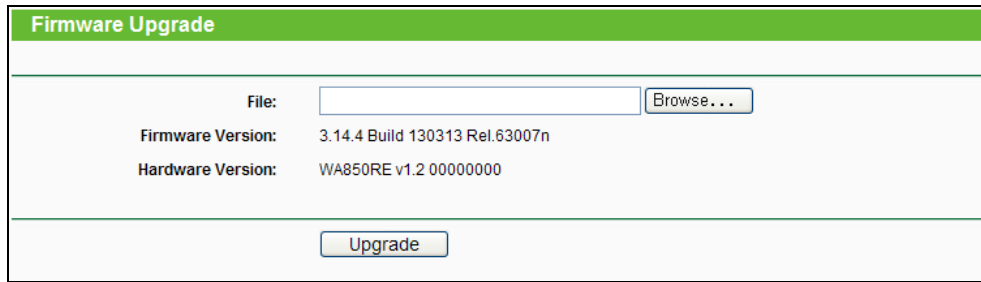 Firmware Upgrade
File: Browse...
Firmware Version: 3.14.4 Build 130313 Rel.63007n
Hardware Version: WA850RE v1.2 00000000
Upgrade